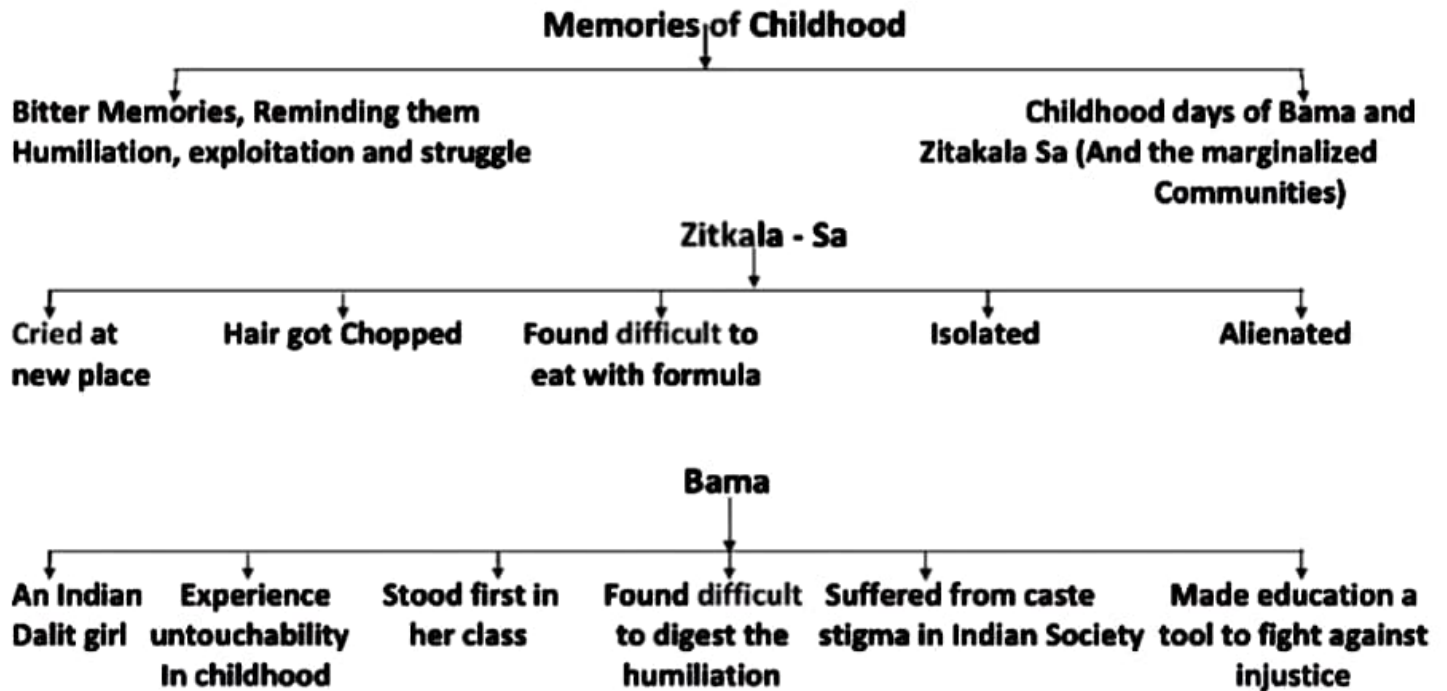 Memories of Childhood
Bitter Memories, Reminding them
Humiliation, exploitation and struggle
Childhood days of Bama and
Zitakala Sa (And the marginalized
Communities)
Zitkala - Sa
Cried at
new place
Hair got Chopped
Found difficult to
eat with formula
Isolated
Alienated
Bama
An Indian
Dalit girl
Experience
untouchability
In childhood
Stood first in
her class
Found difficult
to digest the
humiliation
Suffered from caste
stigma in Indian Society
Made education a
tool to fight against
injustice